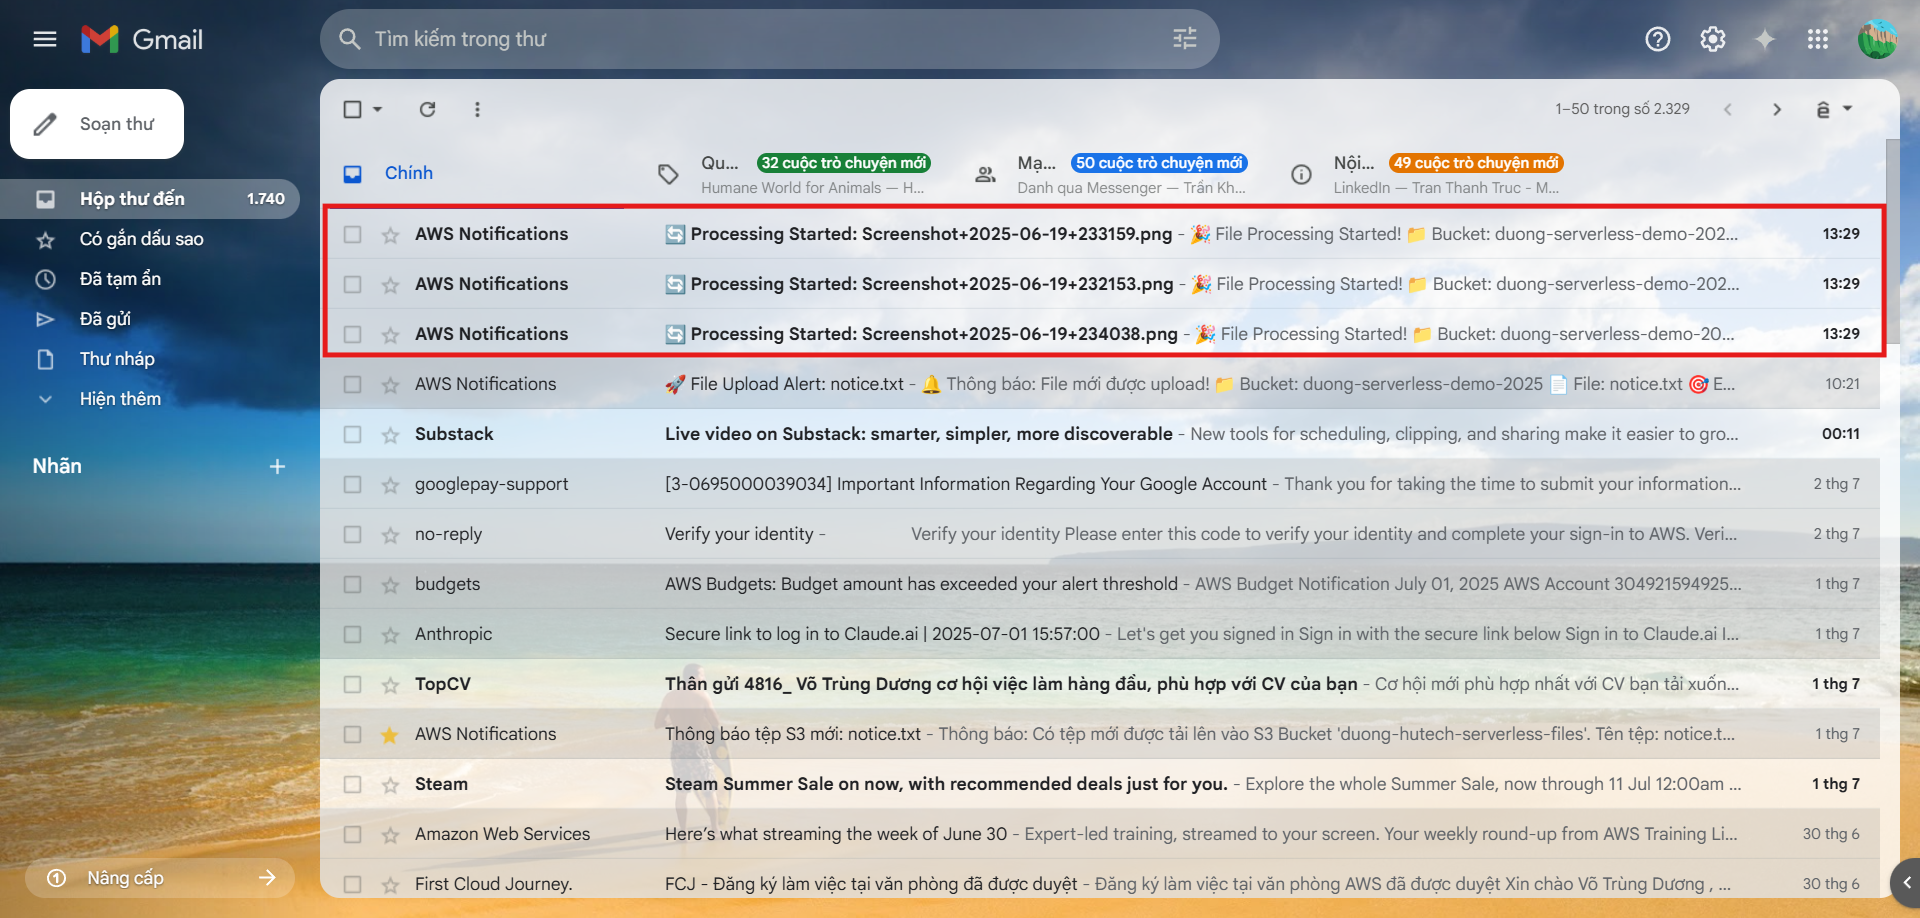 Gmail
Tìm kiếm trong thư
Soạn thư
1–50 trong số 2.329
Chính
Qu... 32 cuộc trò chuyện mới
Humane World for Animals — H...
Mạ... 50 cuộc trò chuyện mới
Danh qua Messenger — Trần Kh...
Nội... 49 cuộc trò chuyện mới
LinkedIn — Tran Thanh Truc - M...
Hộp thư đến 1.740
Có gắn dấu sao
Đã tạm ẩn
Đã gửi
Thư nháp
Hiện thêm
Nhãn
Nâng cấp
AWS Notifications 🔄 Processing Started: Screenshot+2025-06-19+233159.png - 🎉 File Processing Started! 📁 Bucket: duong-serverless-demo-202... 13:29
AWS Notifications 🔄 Processing Started: Screenshot+2025-06-19+232153.png - 🎉 File Processing Started! 📁 Bucket: duong-serverless-demo-202... 13:29
AWS Notifications 🔄 Processing Started: Screenshot+2025-06-19+234038.png - 🎉 File Processing Started! 📁 Bucket: duong-serverless-demo-20... 13:29
AWS Notifications 🚀 File Upload Alert: notice.txt - 🔔 Thông báo: File mới được upload! 📁 Bucket: duong-serverless-demo-2025 📄 File: notice.txt 🎯 E... 10:21
Substack Live video on Substack: smarter, simpler, more discoverable - New tools for scheduling, clipping, and sharing make it easier to gro... 00:11
googlepay-support [3-0695000039034] Important Information Regarding Your Google Account - Thank you for taking the time to submit your information... 2 thg 7
no-reply Verify your identity - Verify your identity Please enter this code to verify your identity and complete your sign-in to AWS. Veri... 2 thg 7
budgets AWS Budgets: Budget amount has exceeded your alert threshold - AWS Budget Notification July 01, 2025 AWS Account 304921594925... 1 thg 7
Anthropic Secure link to log in to Claude.ai | 2025-07-01 15:57:00 - Let's get you signed in Sign in with the secure link below Sign in to Claude.ai I... 1 thg 7
TopCV Thân gửi 4816_ Võ Trùng Dương cơ hội việc làm hàng đầu, phù hợp với CV của bạn - Cơ hội mới phù hợp nhất với CV bạn tải xuốn... 1 thg 7
AWS Notifications Thông báo tệp S3 mới: notice.txt - Thông báo: Có tệp mới được tải lên vào S3 Bucket 'duong-hutech-serverless-files'. Tên tệp: notice.t... 1 thg 7
Steam Steam Summer Sale on now, with recommended deals just for you. - Explore the whole Summer Sale, now through 11 Jul 12:00am ... 1 thg 7
Amazon Web Services Here's what streaming the week of June 30 - Expert-led training, streamed to your screen. Your weekly round-up from AWS Training Li... 30 thg 6
First Cloud Journey. FCJ - Đăng ký làm việc tại văn phòng đã được duyệt - Đăng ký làm việc tại văn phòng AWS đã được duyệt Xin chào Võ Trùng Dương , ... 30 thg 6